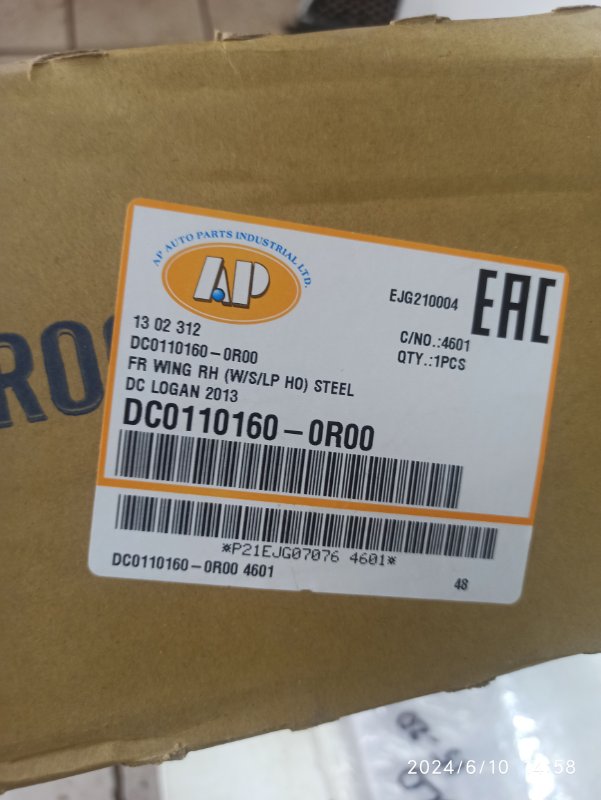 AP AUTO PARTS INDUSTRIAL LTD.
AP
EJG210004
EAC
13 02 312
C/NO.:4601
DC0110160-0R00
QTY.:1PCS
FR WING RH (W/S/LP HO) STEEL
DC LOGAN 2013
DC0110160-0R00
*P21EJG07076 4601*
DC0110160-0R00 4601
48
RO
-20
2024/6/10